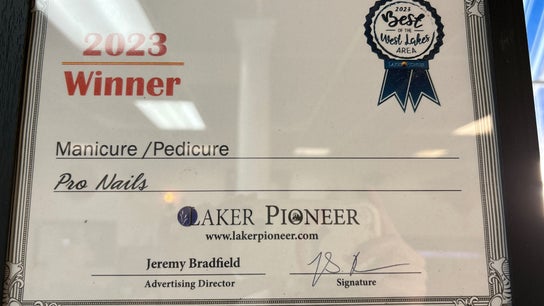 2023
Winner
2023
Best
OF THE
West Lakes
AREA
Manicure /Pedicure
Pro Nails
LAKER PIONEER
www.lakerpioneer.com
Jeremy Bradfield
Advertising Director
Signature